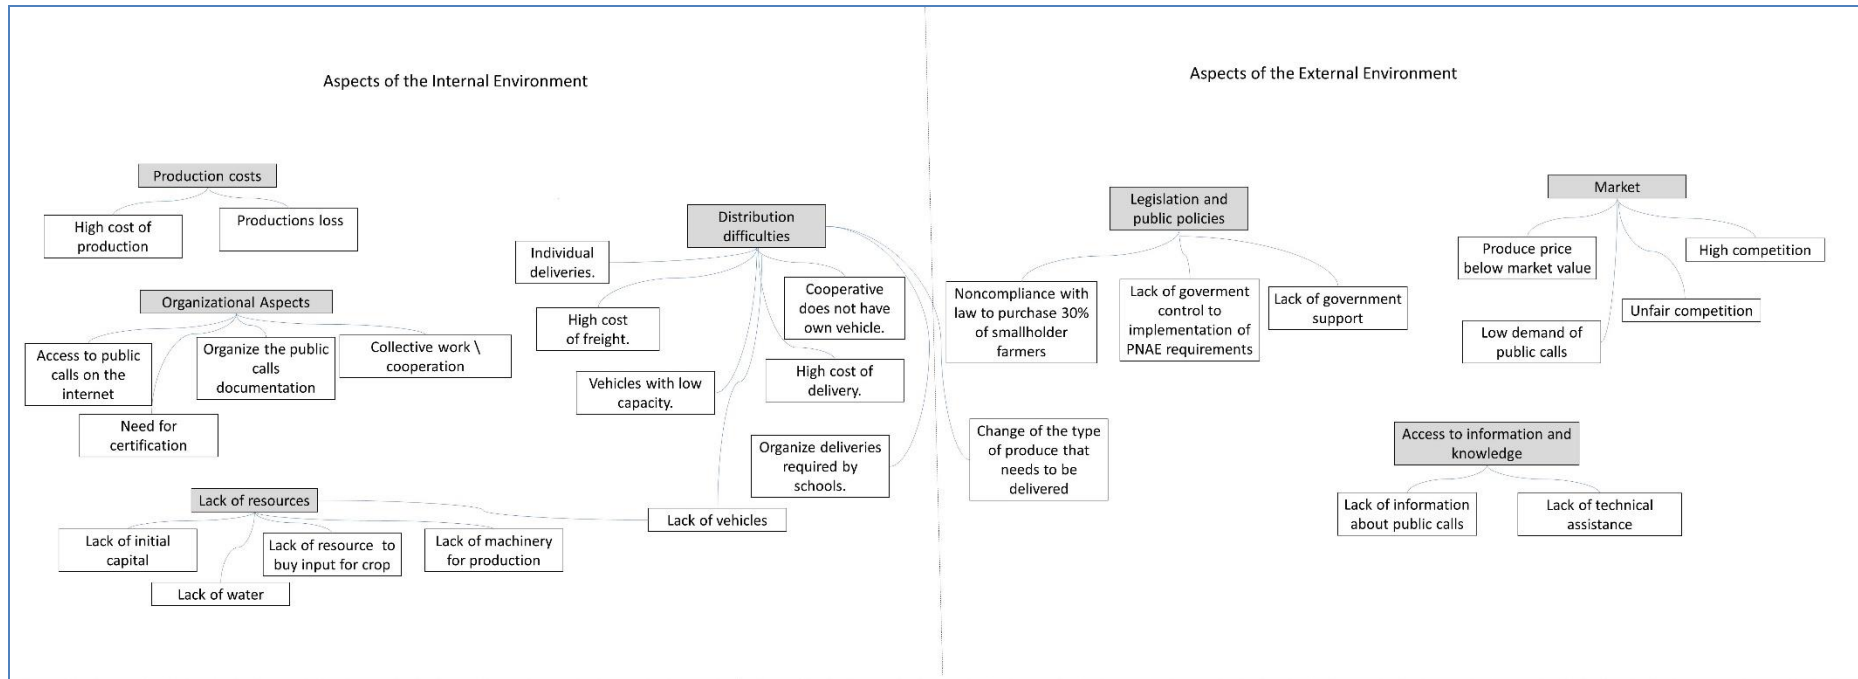 Aspects of the Internal Environment
Production costs
High cost of
production
Productions loss
Organizational Aspects
Access to public
calls on the
internet
Organize the public
calls
documentation
Collective work \
cooperation
Need for
certification
Lack of resources
Lack of initial
capital
Lack of resource to
buy input for crop
Lack of machinery
for production
Lack of water
Distribution
difficulties
Individual
deliveries.
High cost
of freight.
Cooperative
does not have
own vehicle.
Vehicles with low
capacity.
High cost of
delivery.
Organize deliveries
required by
schools.
Lack of vehicles
Change of the type
of produce that
needs to be
delivered
Aspects of the External Environment
Legislation and
public policies
Noncompliance with
law to purchase 30%
of smallholder
farmers
Lack of goverment
control to
implementation of
PNAE requirements
Lack of government
support
Market
Produce price
below market value
High competition
Unfair competition
Low demand of
public calls
Access to information and
knowledge
Lack of information
about public calls
Lack of technical
assistance